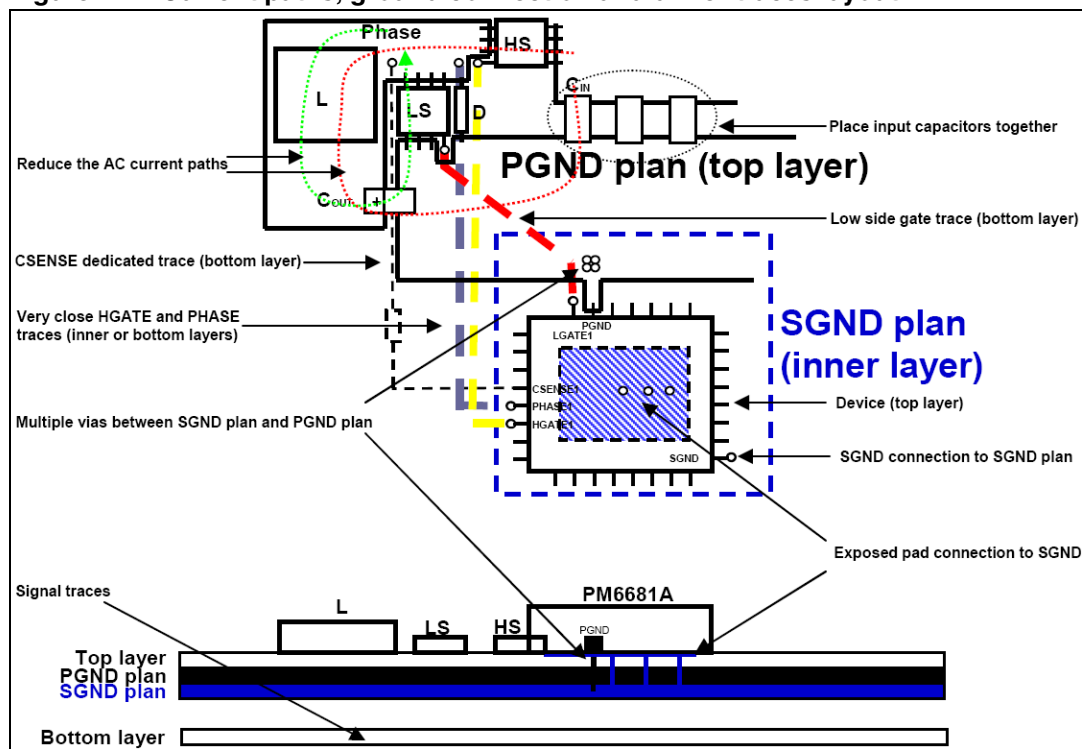 Phase
HS
L
LS
D
CIN
Place input capacitors together
Reduce the AC current paths
PGND plan (top layer)
COUT
+
Low side gate trace (bottom layer)
CSENSE dedicated trace (bottom layer)
Very close HGATE and PHASE
traces (inner or bottom layers)
PGND
LGATE1
SGND plan
(inner layer)
CSENSE1
PHASE1
HGATE1
Device (top layer)
Multiple vias between SGND plan and PGND plan
SGND
SGND connection to SGND plan
Exposed pad connection to SGND
Signal traces
PM6681A
L
LS
HS
PGND
Top layer
PGND plan
SGND plan
Bottom layer